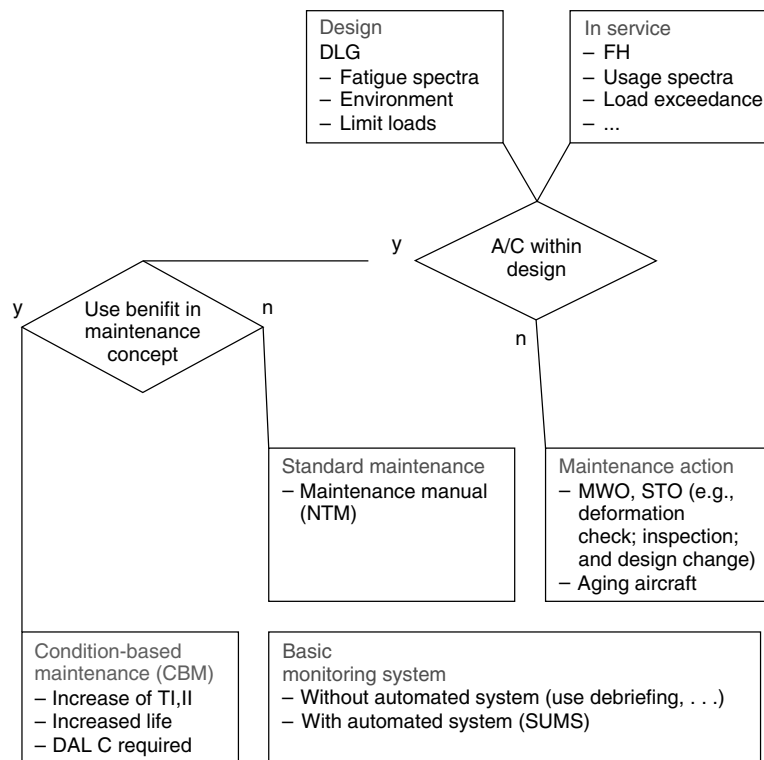 Design
DLG
– Fatigue spectra
– Environment
– Limit loads
In service
– FH
– Usage spectra
– Load exceedance
– ...
A/C within
design
y
n
Use benifit in
maintenance
concept
y
n
Standard maintenance
– Maintenance manual
(NTM)
Maintenance action
– MWO, STO (e.g.,
deformation
check; inspection;
and design change)
– Aging aircraft
Condition-based
maintenance (CBM)
– Increase of TI,II
– Increased life
– DAL C required
Basic
monitoring system
– Without automated system (use debriefing, . . .)
– With automated system (SUMS)